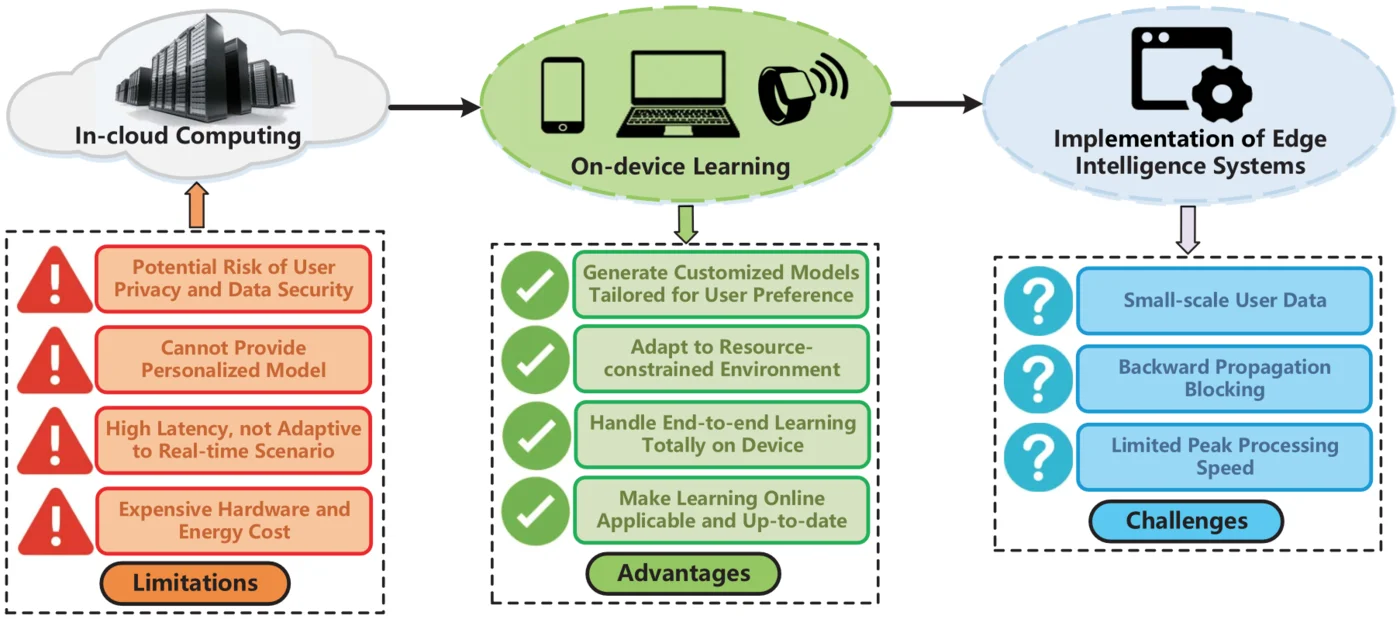 In-cloud Computing
On-device Learning
Implementation of Edge
Intelligence Systems
Potential Risk of User
Privacy and Data Security
Cannot Provide
Personalized Model
High Latency, not Adaptive
to Real-time Scenario
Expensive Hardware and
Energy Cost
Limitations
Generate Customized Models
Tailored for User Preference
Adapt to Resource-
constrained Environment
Handle End-to-end Learning
Totally on Device
Make Learning Online
Applicable and Up-to-date
Advantages
Small-scale User Data
Backward Propagation
Blocking
Limited Peak Processing
Speed
Challenges